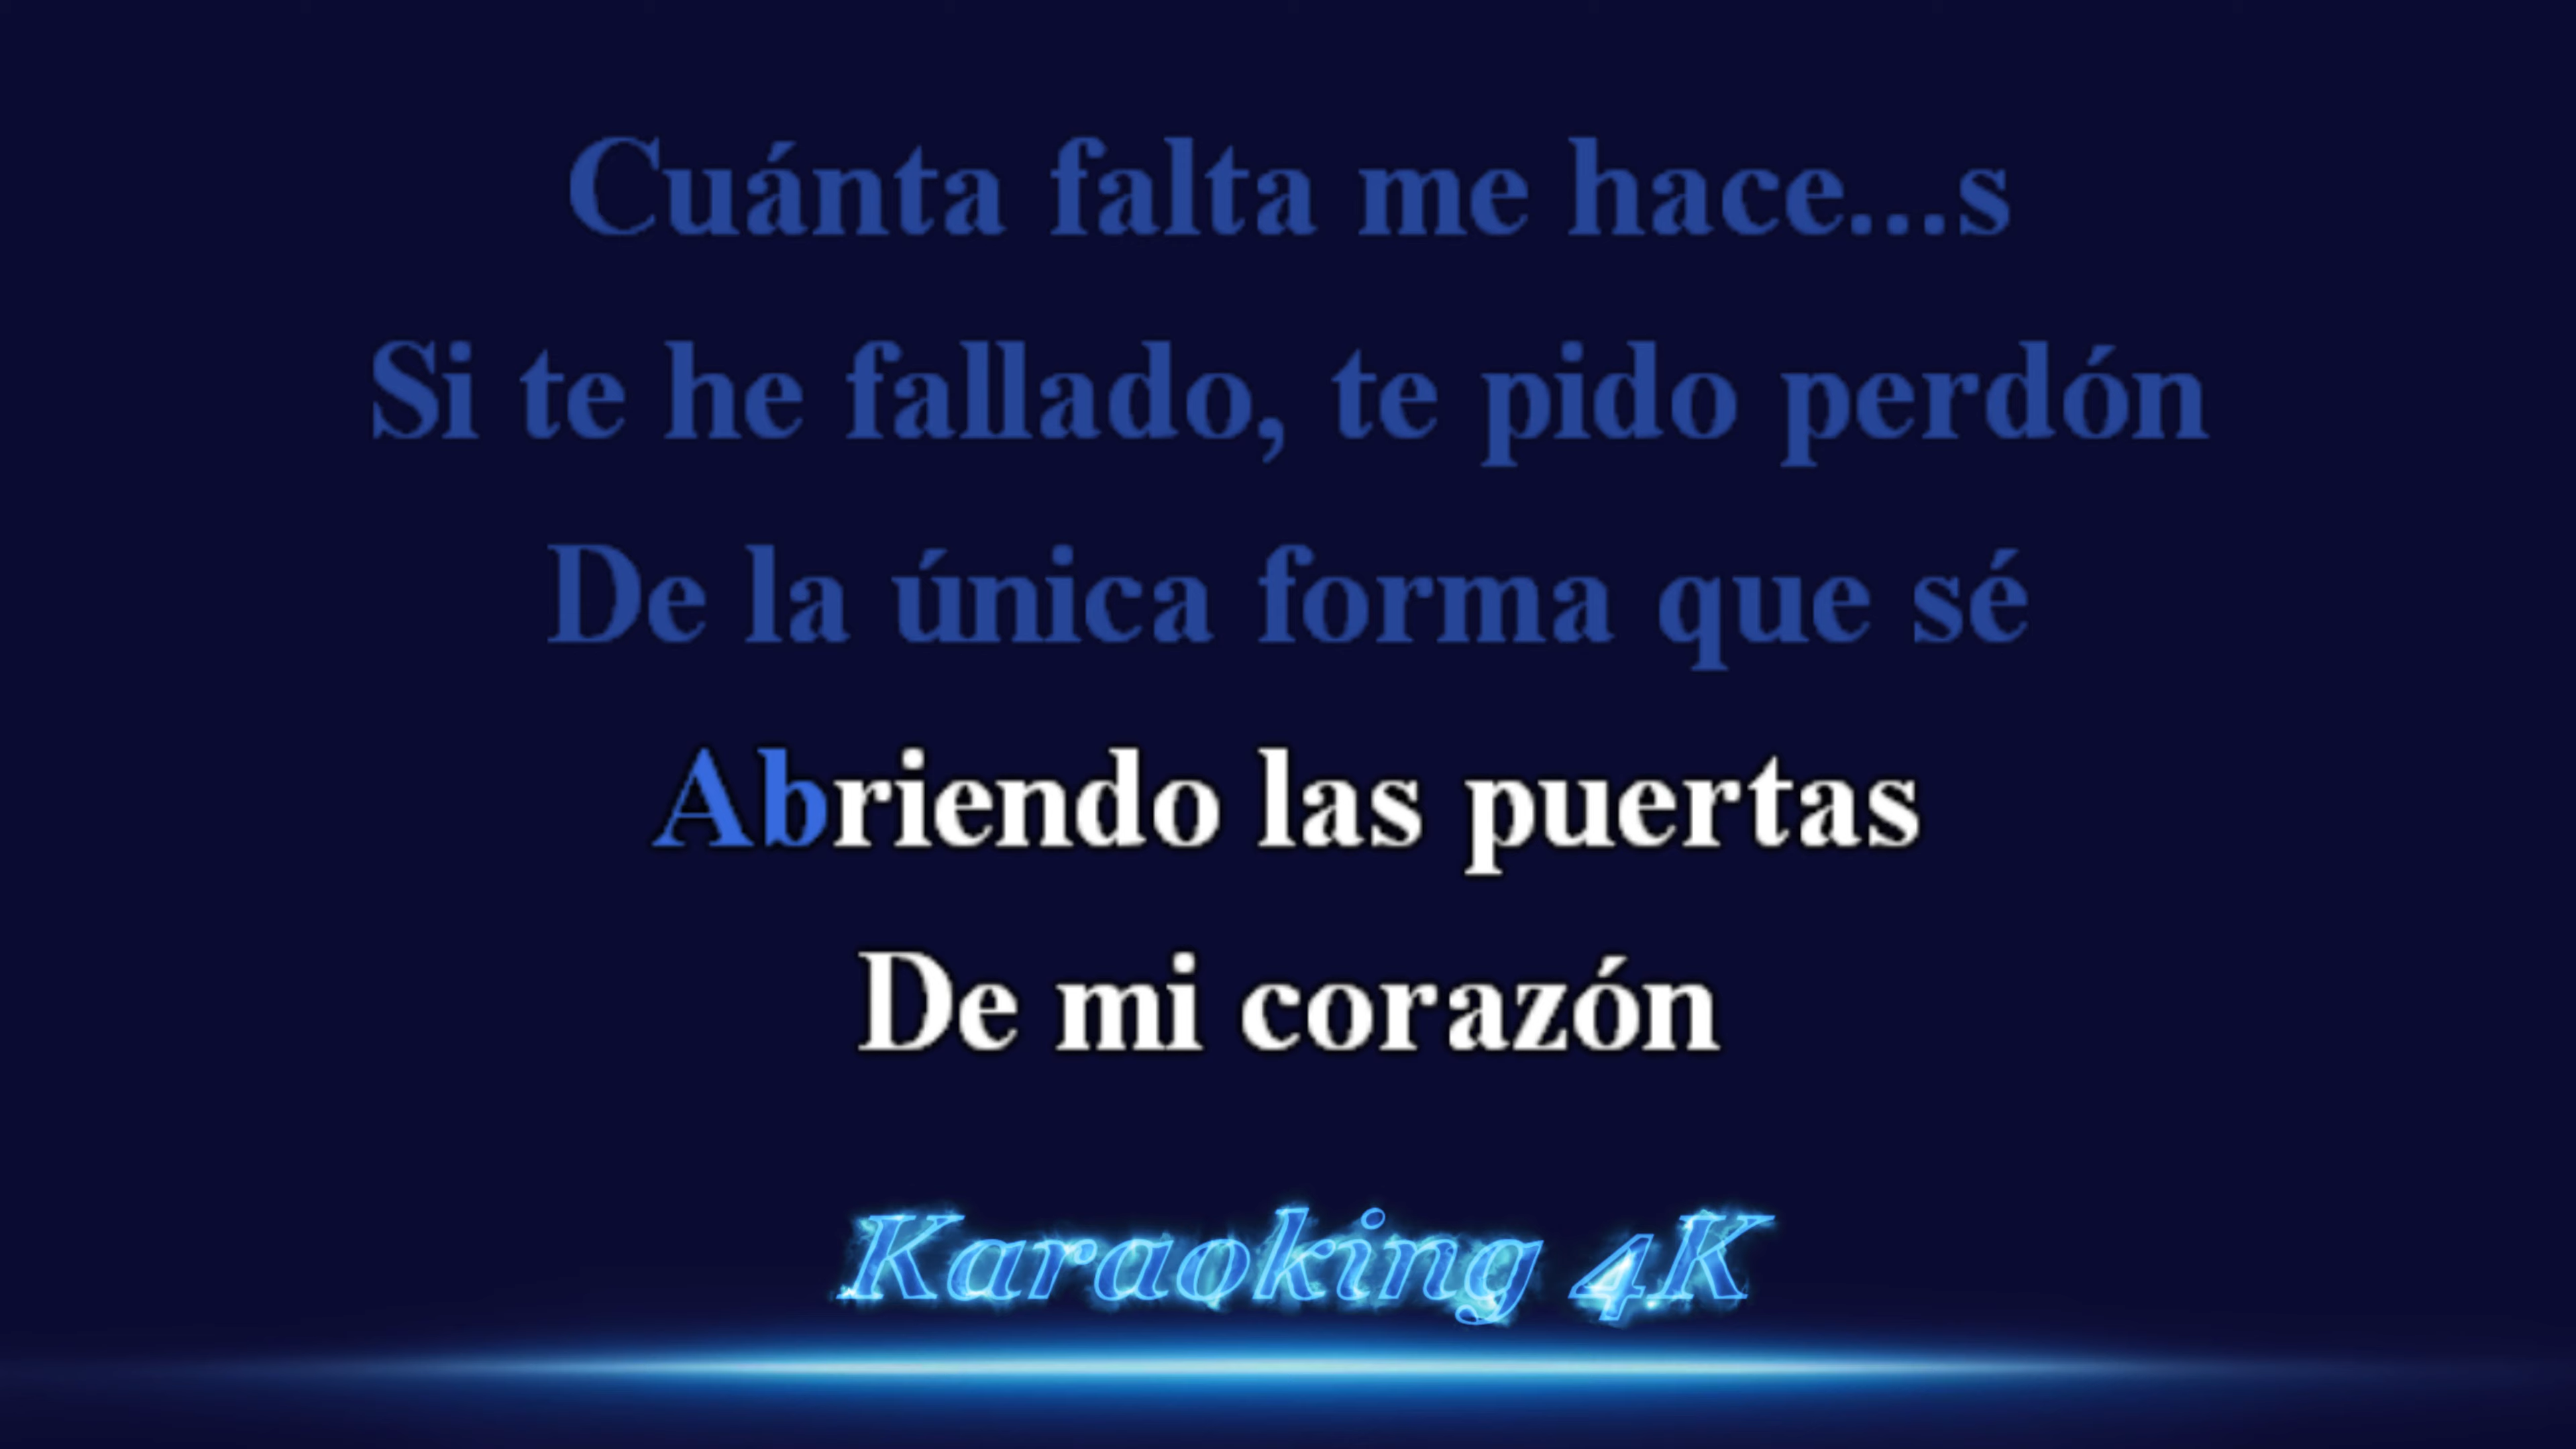 Cuánta falta me hace...s
Si te he fallado, te pido perdón
De la única forma que sé
Abriendo las puertas
De mi corazón
Karaoking 4K